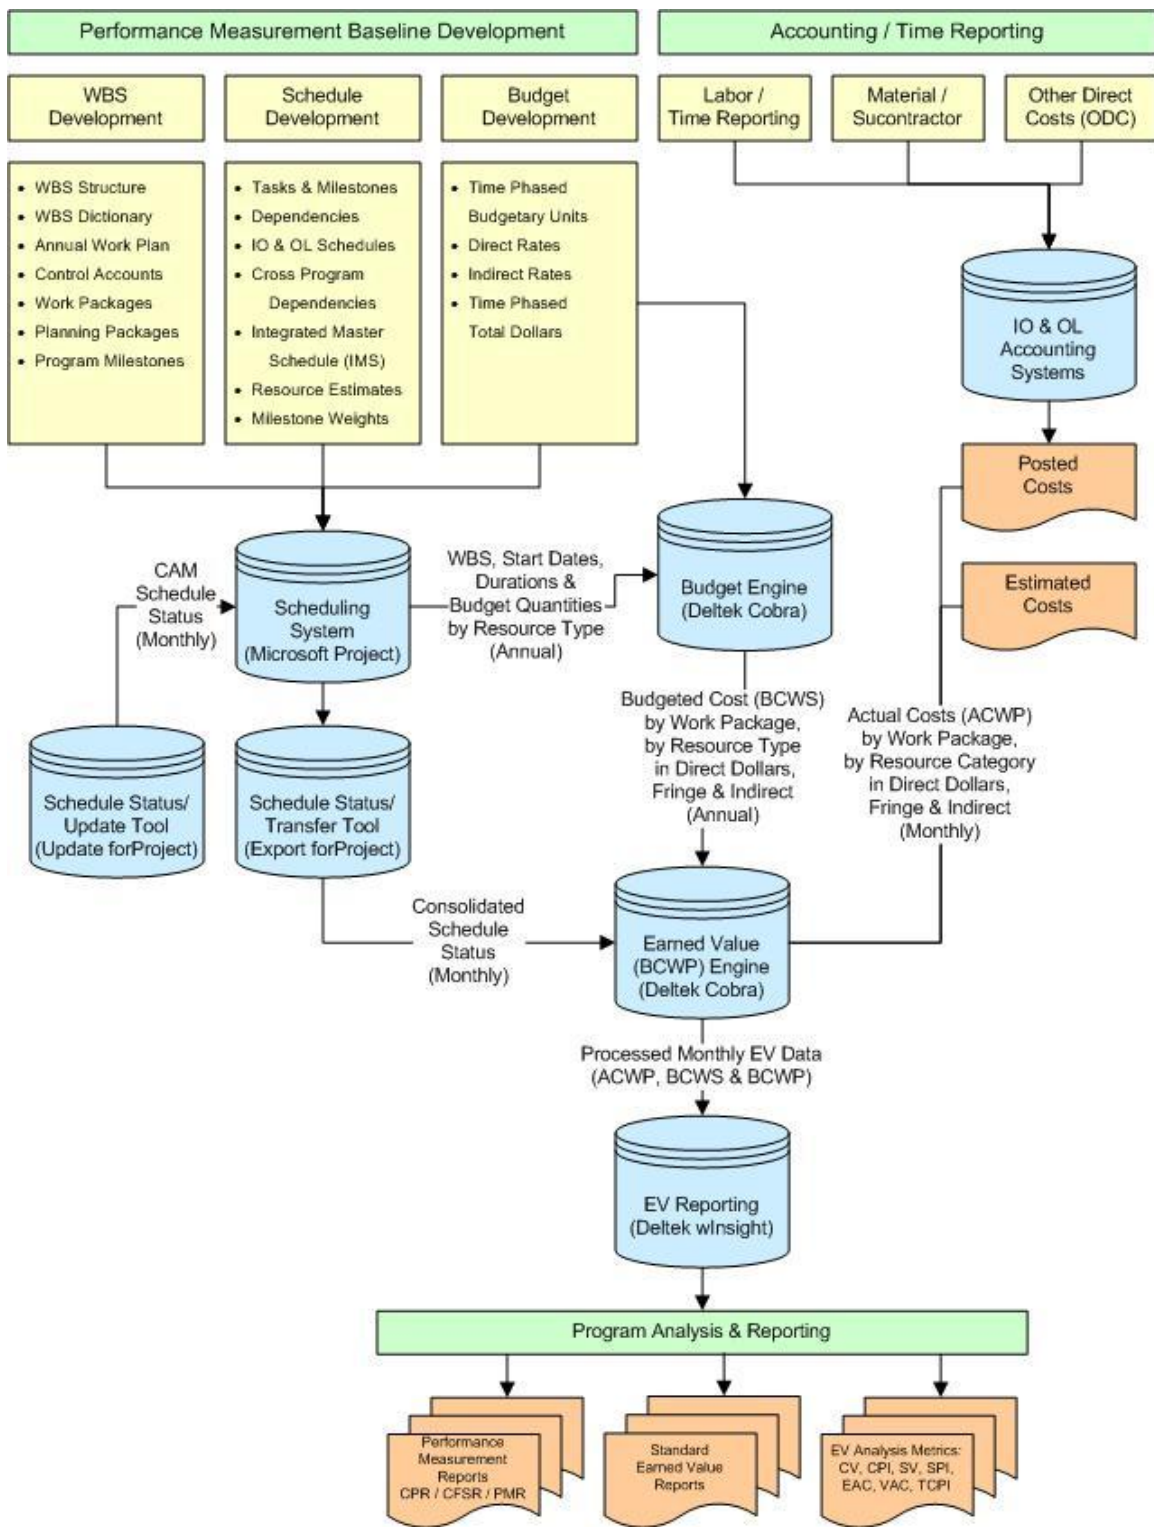 Performance Measurement Baseline Development
Accounting / Time Reporting
WBS
Development
Schedule
Development
Budget
Development
Labor /
Time Reporting
Material /
Sucontractor
Other Direct
Costs (ODC)
• WBS Structure
• WBS Dictionary
• Annual Work Plan
• Control Accounts
• Work Packages
• Planning Packages
• Program Milestones
• Tasks & Milestones
• Dependencies
• IO & OL Schedules
• Cross Program
Dependencies
• Integrated Master
Schedule (IMS)
• Resource Estimates
• Milestone Weights
• Time Phased
Budgetary Units
• Direct Rates
• Indirect Rates
• Time Phased
Total Dollars
IO & OL
Accounting
Systems
Posted
Costs
Estimated
Costs
CAM
Schedule
Status
(Monthly)
Scheduling
System
(Microsoft Project)
WBS, Start Dates,
Durations &
Budget Quantities
by Resource Type
(Annual)
Budget Engine
(Deltek Cobra)
Schedule Status/
Update Tool
(Update forProject)
Schedule Status/
Transfer Tool
(Export forProject)
Budgeted Cost (BCWS)
by Work Package,
by Resource Type
in Direct Dollars,
Fringe & Indirect
(Annual)
Actual Costs (ACWP)
by Work Package,
by Resource Category
in Direct Dollars,
Fringe & Indirect
(Monthly)
Consolidated
Schedule
Status
(Monthly)
Earned Value
(BCWP) Engine
(Deltek Cobra)
Processed Monthly EV Data
(ACWP, BCWS & BCWP)
EV Reporting
(Deltek wInsight)
Program Analysis & Reporting
Performance
Measurement
Reports
CPR / CFSR / PMR
Standard
Earned Value
Reports
EV Analysis Metrics:
CV, CPI, SV, SPI,
EAC, VAC, TCPI